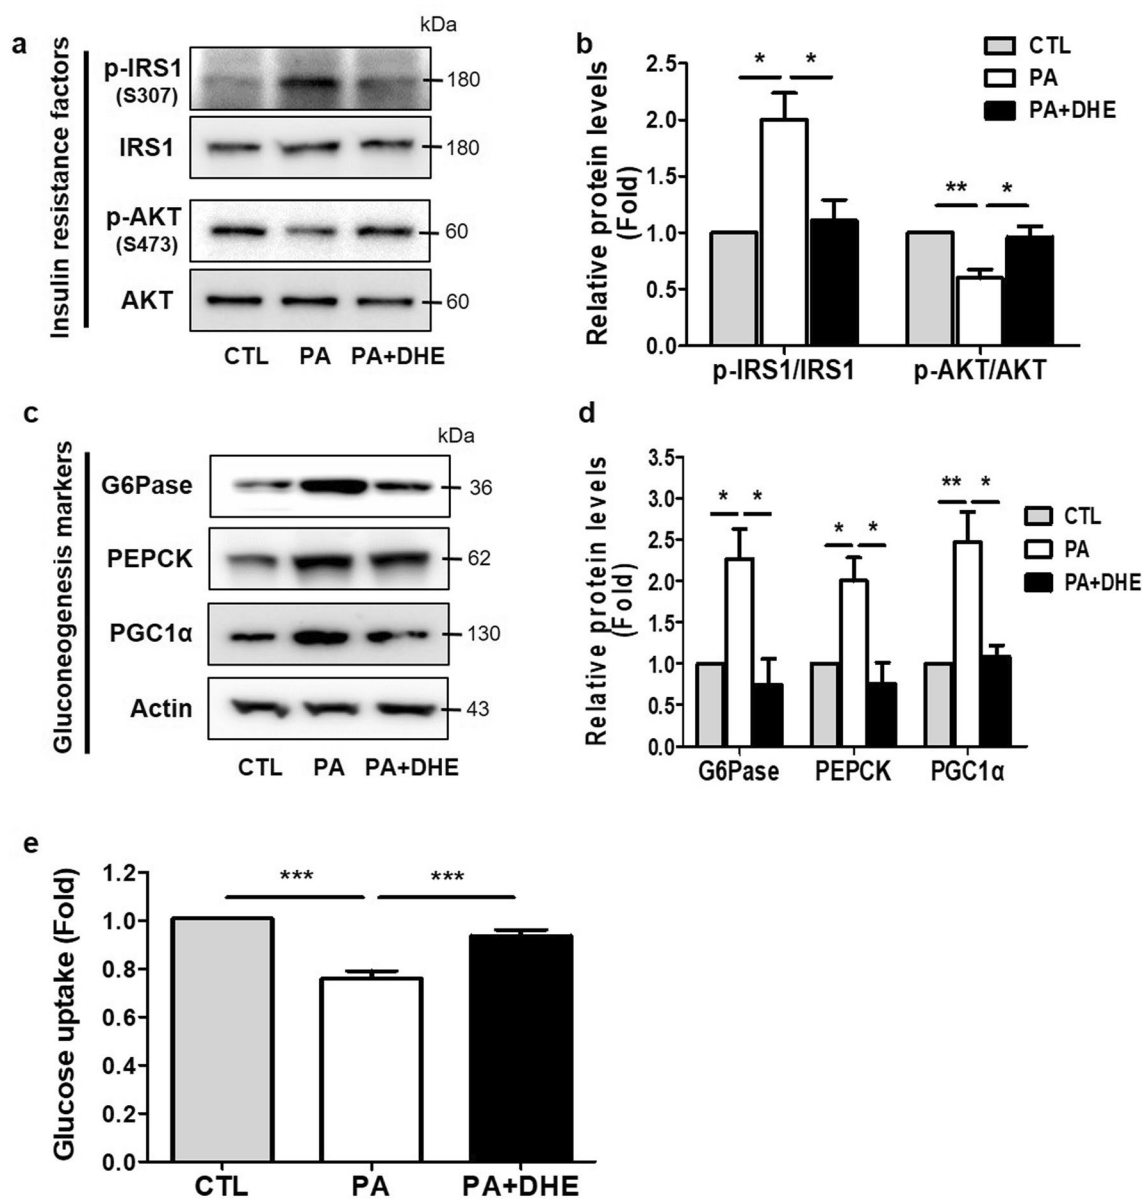 a
kDa
Insulin resistance factors
p-IRS1
(S307)
180
IRS1
180
p-AKT
(S473)
60
AKT
60
CTL PA PA+DHE
b
CTL
PA
PA+DHE
Relative protein levels
(Fold)
2.5
2.0
1.5
1.0
0.5
0.0
* *
** *
p-IRS1/IRS1 p-AKT/AKT
c
kDa
Gluconeogenesis markers
G6Pase
36
PEPCK
62
PGC1α
130
Actin
43
CTL PA PA+DHE
d
Relative protein levels
(Fold)
3.5
3.0
2.5
2.0
1.5
1.0
0.5
0.0
* *
* *
** *
CTL
PA
PA+DHE
G6Pase PEPCK PGC1α
e
Glucose uptake (Fold)
1.2
1.0
0.8
0.6
0.4
0.2
0.0
*** ***
CTL PA PA+DHE